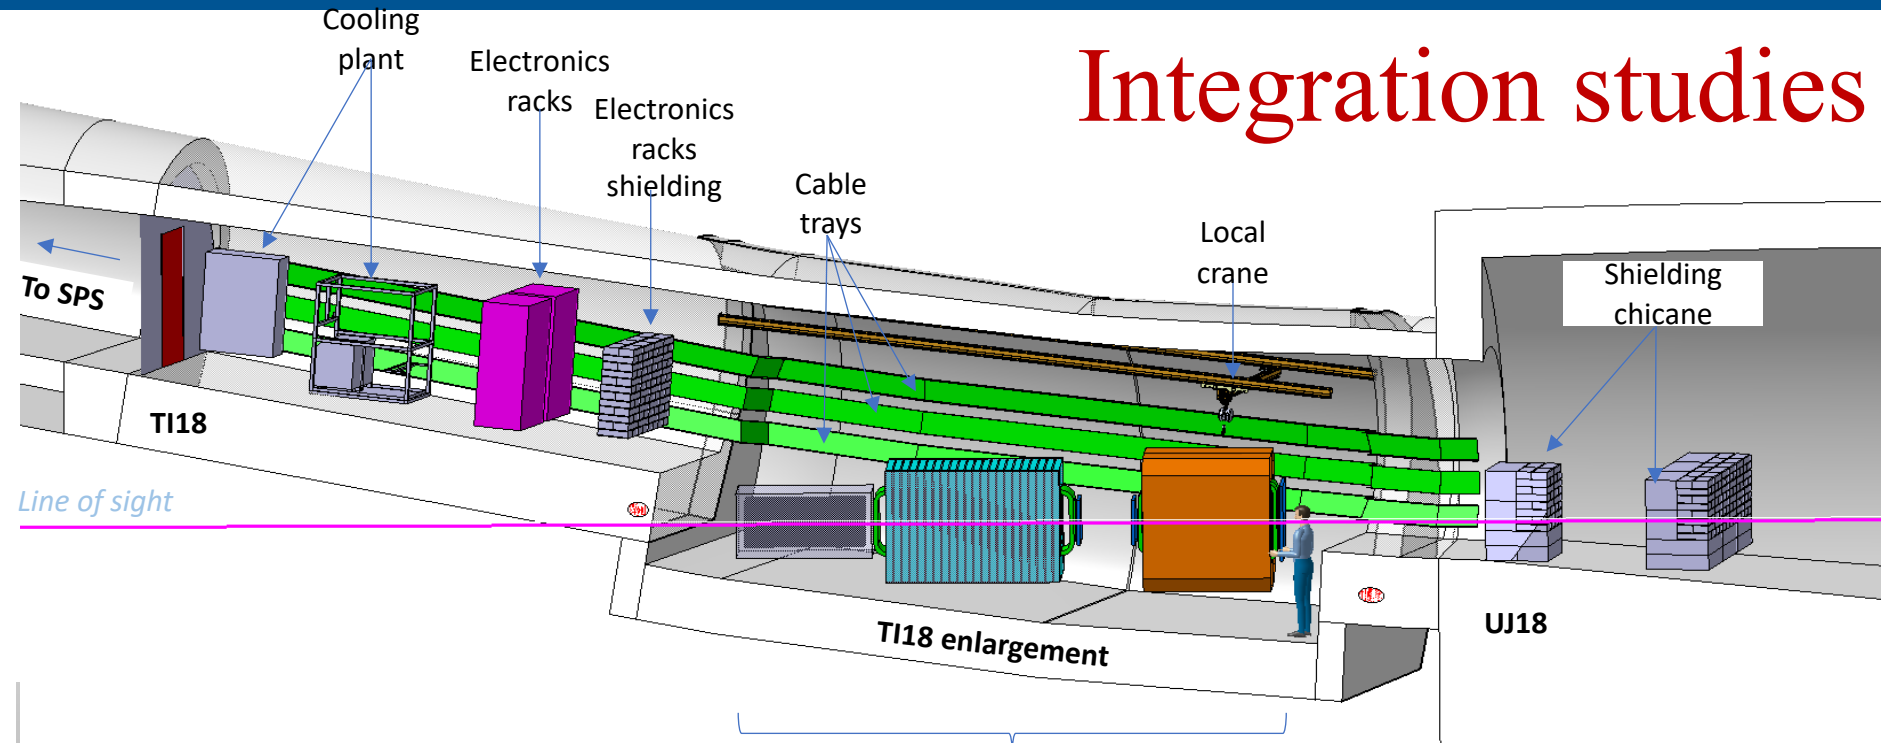 Integration studies
Cooling
plant
Electronics
racks
Electronics
racks
shielding
Cable
trays
Local
crane
Shielding
chicane
To SPS
TI18
Line of sight
TI18 enlargement
UJ18